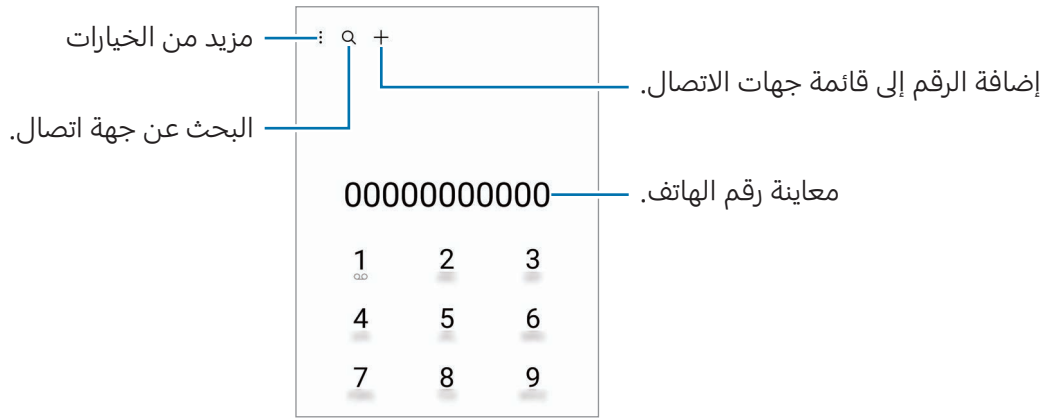 مزيد من الخيارات
إضافة الرقم إلى قائمة جهات الاتصال.
البحث عن جهة اتصال.
معاينة رقم الهاتف.
00000000000
1 2 3
4 5 6
7 8 9